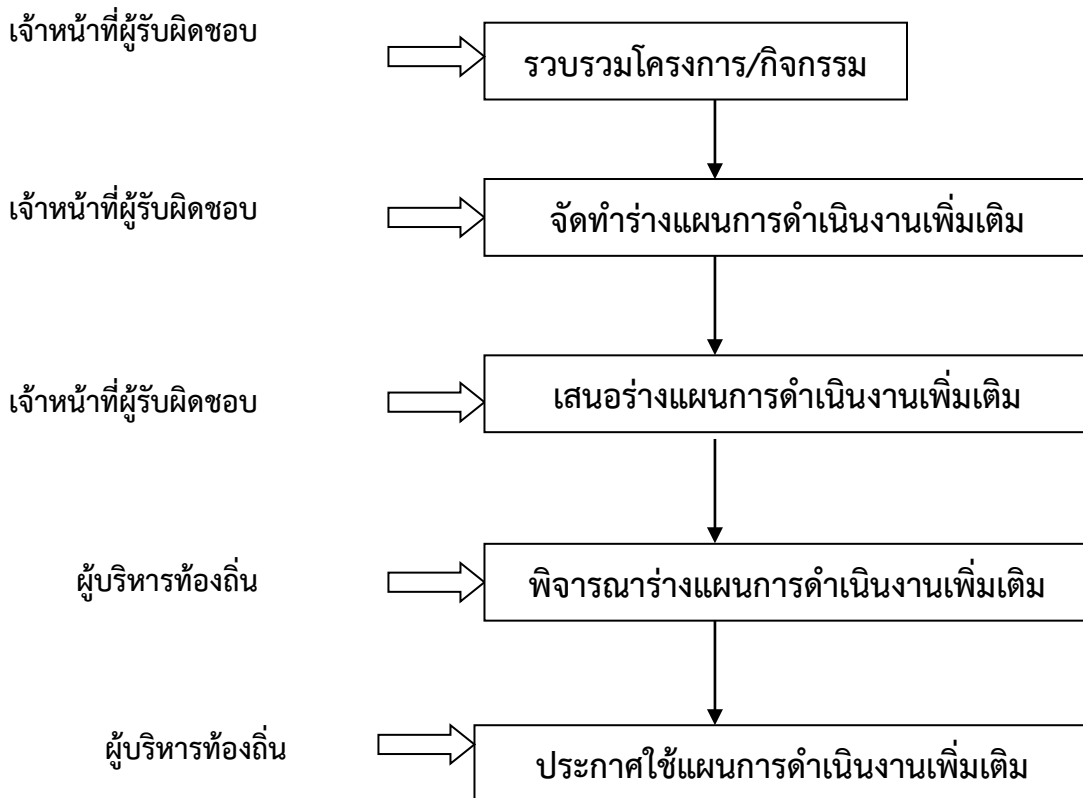 เจ้าหน้าที่ผู้รับผิดชอบ
รวบรวมโครงการ/กิจกรรม
เจ้าหน้าที่ผู้รับผิดชอบ
จัดทำร่างแผนการดำเนินงานเพิ่มเติม
เจ้าหน้าที่ผู้รับผิดชอบ
เสนอร่างแผนการดำเนินงานเพิ่มเติม
ผู้บริหารท้องถิ่น
พิจารณาร่างแผนการดำเนินงานเพิ่มเติม
ผู้บริหารท้องถิ่น
ประกาศใช้แผนการดำเนินงานเพิ่มเติม